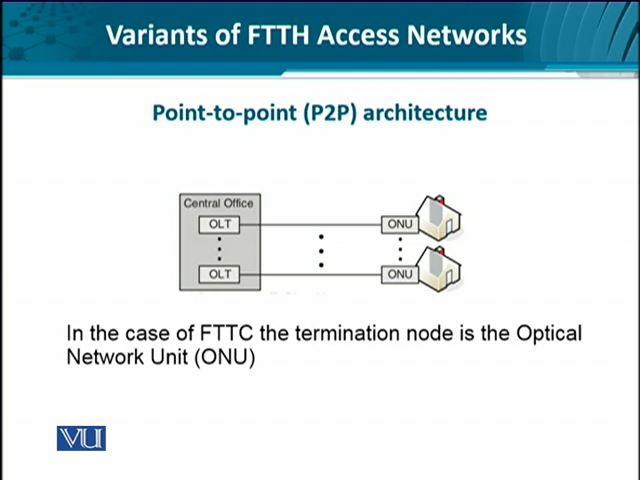 Variants of FTTH Access Networks
Point-to-point (P2P) architecture
Central Office
OLT
ONU
OLT
ONU
In the case of FTTC the termination node is the Optical
Network Unit (ONU)
VU